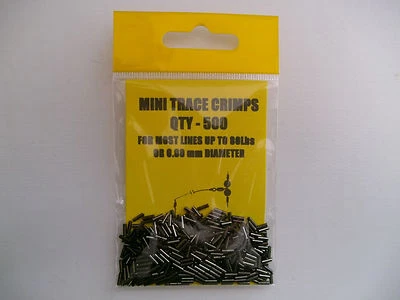 MINI TRACE CRIMPS
QTY - 500
FOR MOST LINES UP TO 80Lbs
OR 0.80 mm DIAMETER